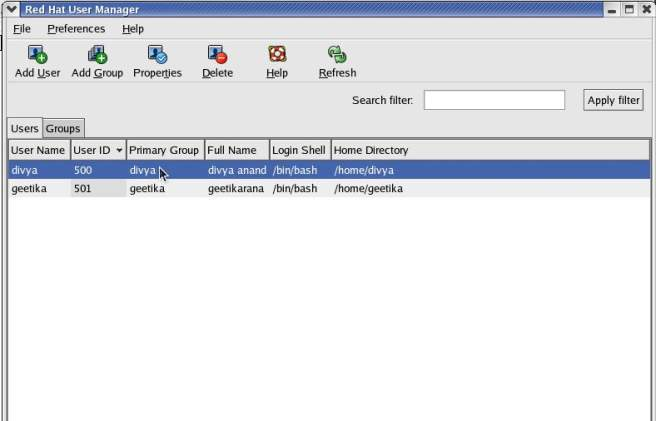 Red Hat User Manager
File Preferences Help
Add User Add Group Properties Delete Help Refresh
Search filter: Apply filter
Users Groups
User Name User ID Primary Group Full Name Login Shell Home Directory
divya 500 divya divya anand /bin/bash /home/divya
geetika 501 geetika geetikarana /bin/bash /home/geetika